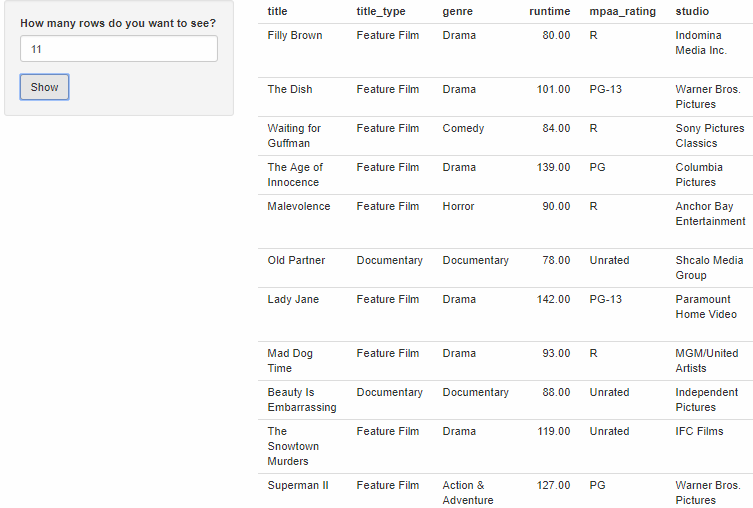 How many rows do you want to see?
11
Show
title title_type genre runtime mpaa_rating studio
Filly Brown Feature Film Drama 80.00 R Indomina
Media Inc.
The Dish Feature Film Drama 101.00 PG-13 Warner Bros.
Pictures
Waiting for Feature Film Comedy 84.00 R Sony Pictures
Guffman Classics
The Age of Feature Film Drama 139.00 PG Columbia
Innocence Pictures
Malevolence Feature Film Horror 90.00 R Anchor Bay
Entertainment
Old Partner Documentary Documentary 78.00 Unrated Shcalo Media
Group
Lady Jane Feature Film Drama 142.00 PG-13 Paramount
Home Video
Mad Dog Feature Film Drama 93.00 R MGM/United
Time Artists
Beauty Is Documentary Documentary 88.00 Unrated Independent
Embarrassing Pictures
The Feature Film Drama 119.00 Unrated IFC Films
Snowtown
Murders
Superman II Feature Film Action & 127.00 PG Warner Bros.
Adventure Pictures